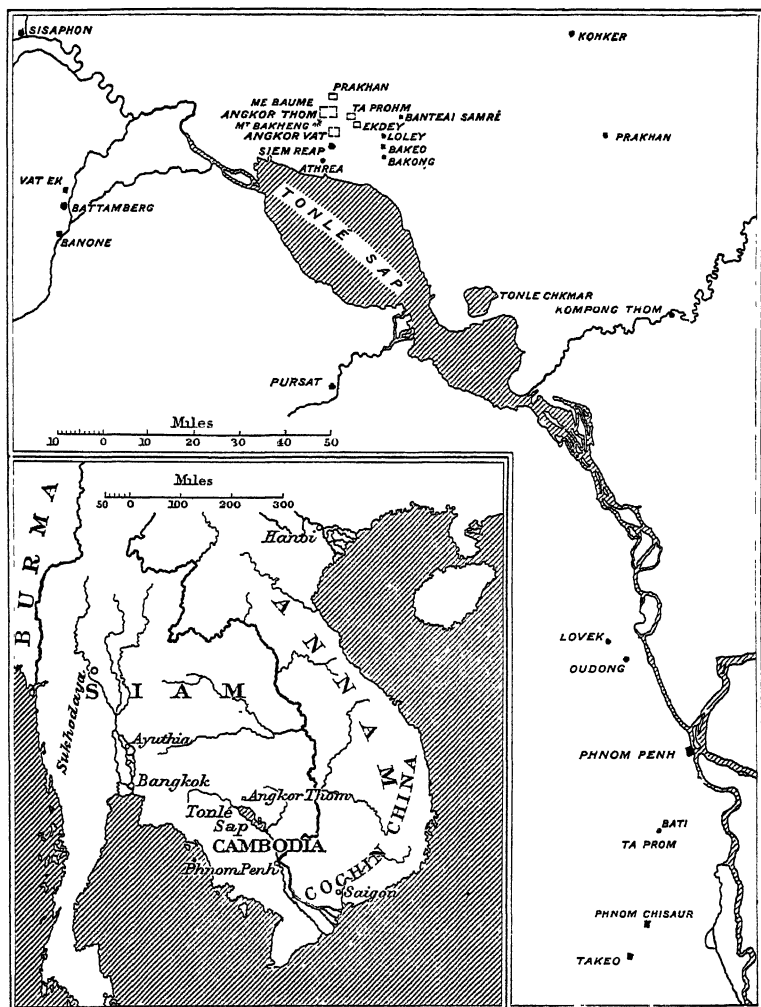 SISAPHON
KOHKER
PRAKHAN
ME BAUME
ANGKOR THOM
TA PROHM
BANTEAI SAMRÉ
MT BAKHENG
EKDEY
ANGKOR VAT
LOLEY
PRAKHAN
SIEM REAP
BAKEO
ATHREA
BAKONG
VAT EK
BATTAMBERG
BANONE
TONLE SAP
TONLE CHKMAR
KOMPONG THOM
PURSAT
Miles
10 0 10 20 30 40 50
LOVEK
OUDONG
PHNOM PENH
BATI
TA PROM
PHNOM CHISAUR
TAKEO
Miles
50 0 100 200 300
BURMA
Hanoi
ANNAM
SIAM
Sukhodaya
Ayuthia
Bangkok
Angkor Thom
Tonlé
Sap
CAMBODIA
Phnom Penh
COCHIN CHINA
Saigon